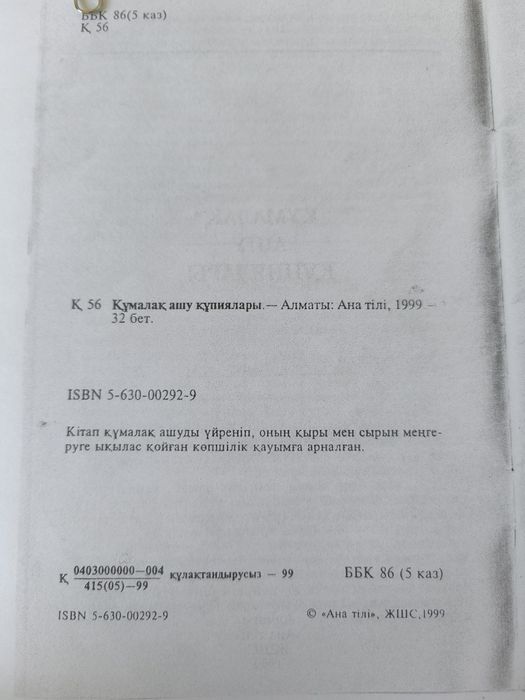 ББК 86(5 каз)
Қ 56
Қ 56 Құмалақ ашу құпиялары.— Алматы: Ана тілі, 1999 —
32 бет.
ISBN 5-630-00292-9
Кітап құмалақ ашуды үйреніп, оның қыры мен сырын меңге-
руге ықылас қойған көпшілік қауымға арналған.
Қ 0403000000—004
415(05)—99 құлақтандырусыз — 99 ББК 86 (5 каз)
ISBN 5-630-00292-9 © «Ана тілі», ЖШС,1999